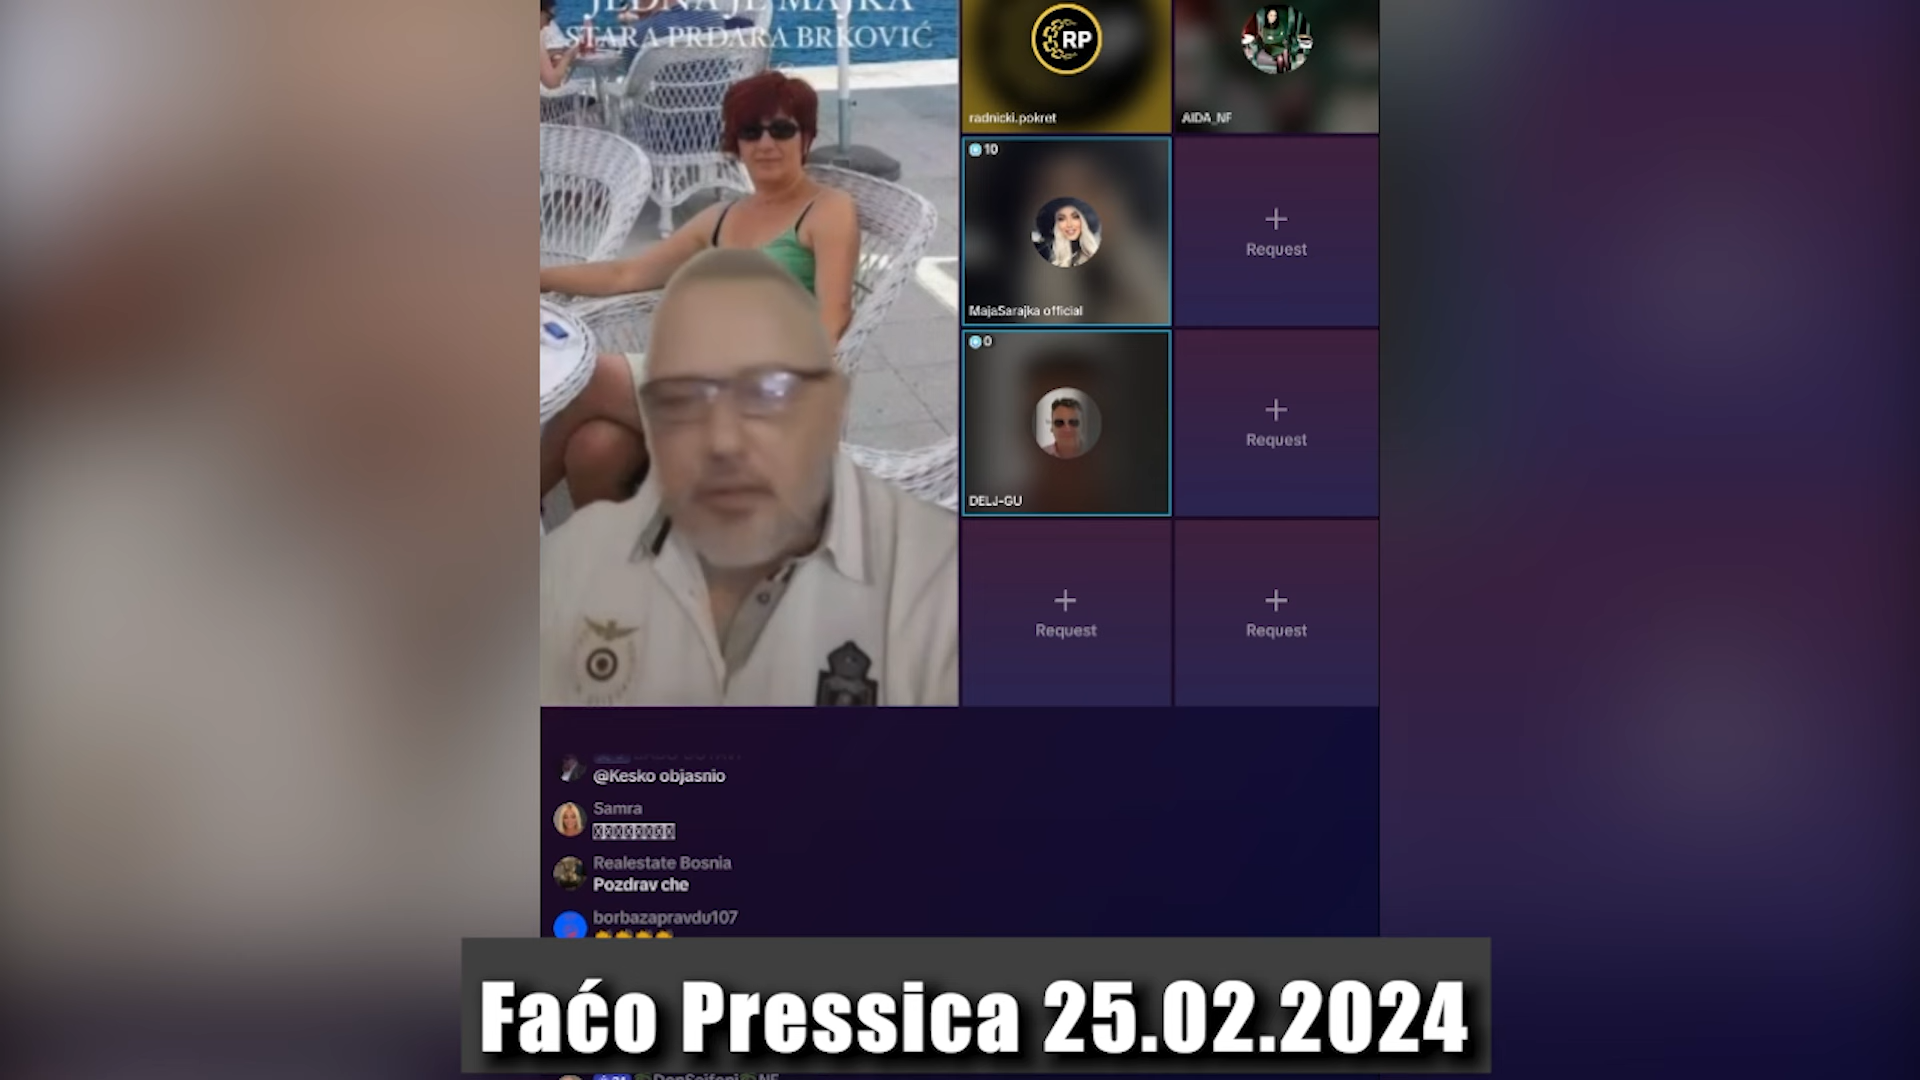 JEDNA JE MAJKA
STARA PRDARA BRKOVIĆ
RP
radnicki.pokret
AIDA_NF
10
MajaSarajka official
Request
0
DELJ-GU
Request
Request
Request
@Kesko objasnio
Samra
Realestate Bosnia
Pozdrav che
borbazapravdu107
Faćo Pressica 25.02.2024